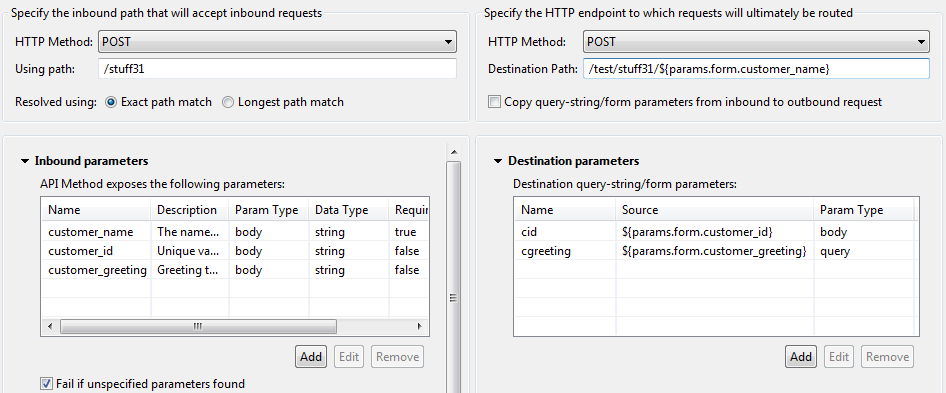 Specify the inbound path that will accept inbound requests
HTTP Method: POST
Using path: /stuff31
Resolved using: Exact path match Longest path match
Inbound parameters
API Method exposes the following parameters:
Name Description Param Type Data Type Requir
customer_name The name... body string true
customer_id Unique va... body string false
customer_greeting Greeting t... body string false
Add Edit Remove
Fail if unspecified parameters found
Specify the HTTP endpoint to which requests will ultimately be routed
HTTP Method: POST
Destination Path: /test/stuff31/${params.form.customer_name}
Copy query-string/form parameters from inbound to outbound request
Destination parameters
Destination query-string/form parameters:
Name Source Param Type
cid ${params.form.customer_id} body
cgreeting ${params.form.customer_greeting} query
Add Edit Remove